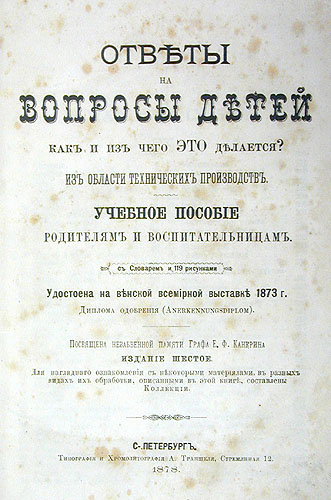 ОТВѢТЫ
НА
ВОПРОСЫ ДѢТЕЙ
КАКЪ И ИЗЪ ЧЕГО ЭТО ДѢЛАЕТСЯ?
ИЗЪ ОБЛАСТИ ТЕХНИЧЕСКИХЪ ПРОИЗВОДСТВЪ.
УЧЕБНОЕ ПОСОБІЕ
РОДИТЕЛЯМЪ И ВОСПИТАТЕЛЬНИЦАМЪ.
съ Словаремъ и 119 рисунками
Удостоена на вѣнской всемірной выставкѣ 1873 г.
Диплома одобренія (Anerkennungsdiplom).
Посвящена незабвенной памяти Графа Е. Ф. Канкрина
ИЗДАНІЕ ШЕСТОЕ.
Для нагляднаго ознакомленія съ нѣкоторыми матеріялами, въ разныхъ
видахъ ихъ обработки, описанными въ этой книгѣ, составлены
Коллекціи.
С-ПЕТЕРБУРГЪ.
Типографія и Хромолитографія А. Траншеля, Стремянная 12.
1878.